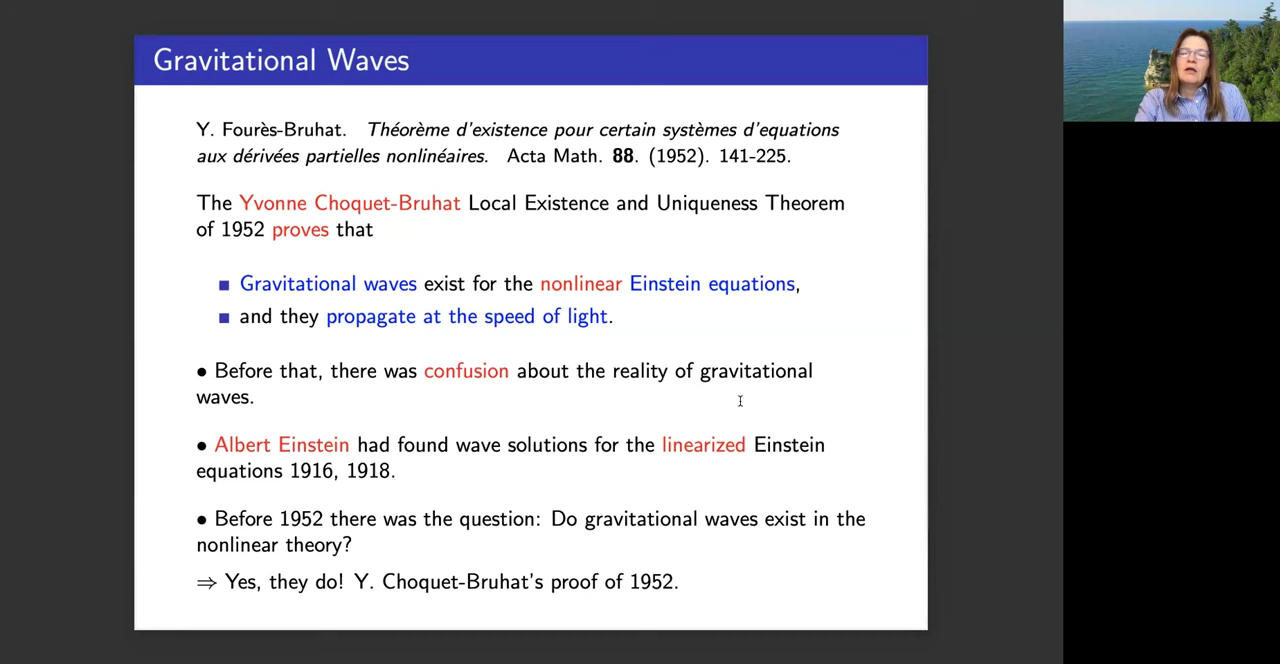 Gravitational Waves
Y. Fourès-Bruhat. Théorème d'existence pour certain systèmes d'equations
aux dérivées partielles nonlinéaires. Acta Math. 88. (1952). 141-225.
The Yvonne Choquet-Bruhat Local Existence and Uniqueness Theorem
of 1952 proves that
■ Gravitational waves exist for the nonlinear Einstein equations,
■ and they propagate at the speed of light.
• Before that, there was confusion about the reality of gravitational
waves.
• Albert Einstein had found wave solutions for the linearized Einstein
equations 1916, 1918.
• Before 1952 there was the question: Do gravitational waves exist in the
nonlinear theory?
⇒ Yes, they do! Y. Choquet-Bruhat's proof of 1952.